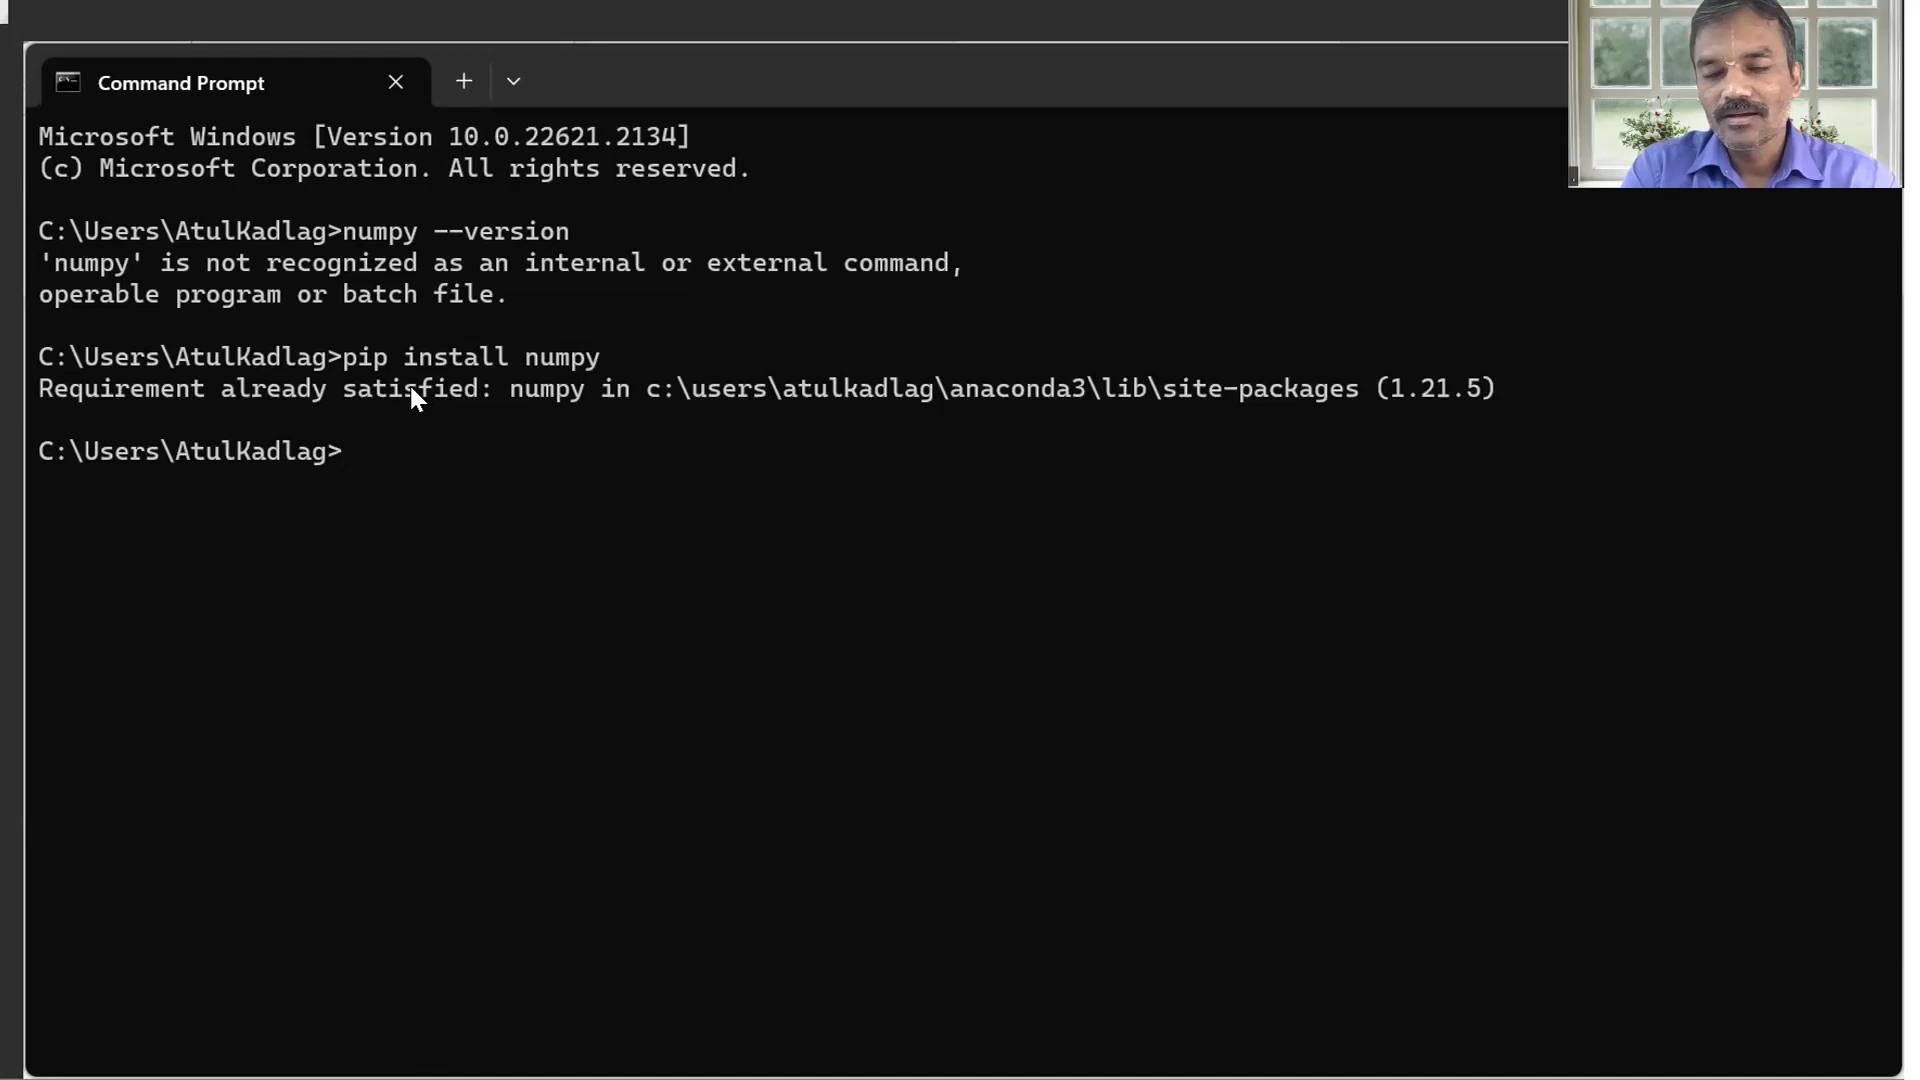 Command Prompt
Microsoft Windows [Version 10.0.22621.2134]
(c) Microsoft Corporation. All rights reserved.
C:\Users\AtulKadlag>numpy --version
'numpy' is not recognized as an internal or external command,
operable program or batch file.
C:\Users\AtulKadlag>pip install numpy
Requirement already satisfied: numpy in c:\users\atulkadlag\anaconda3\lib\site-packages (1.21.5)
C:\Users\AtulKadlag>